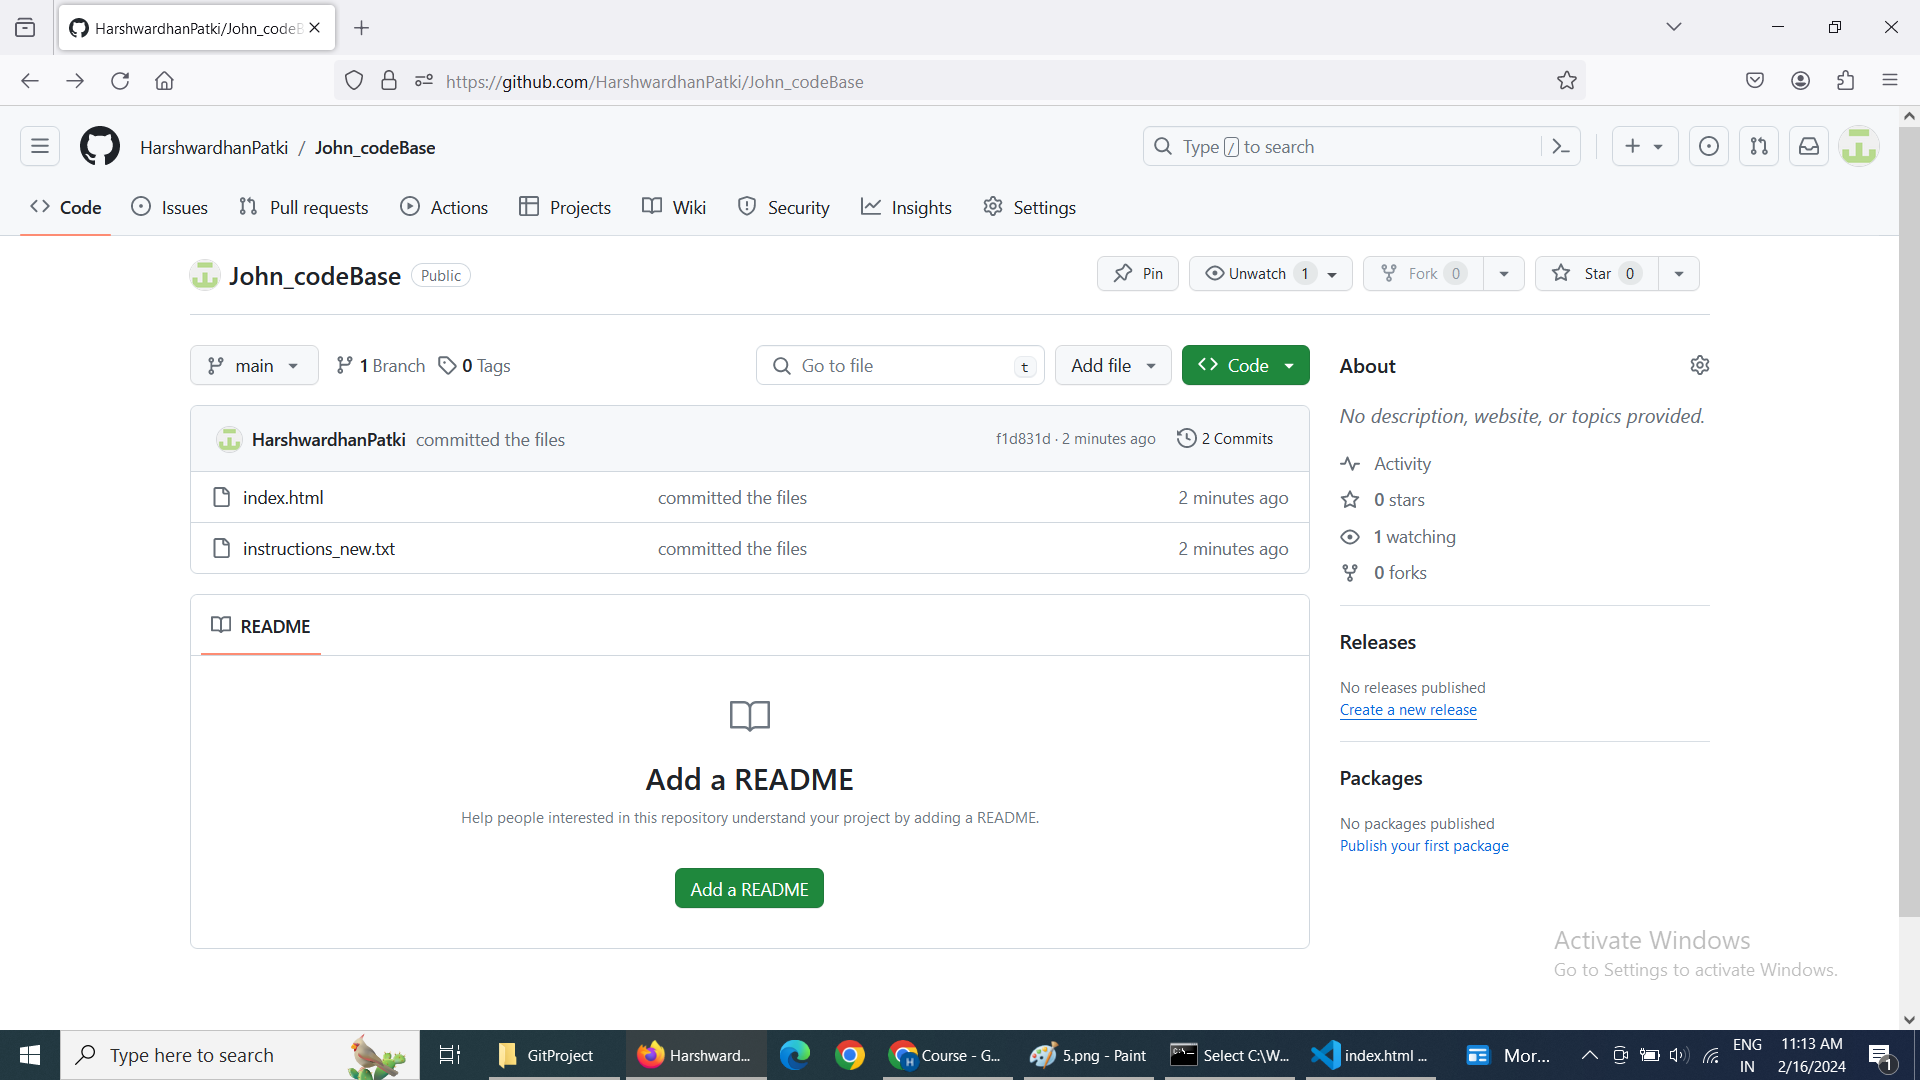 HarshwardhanPatki/John_codeB
https://github.com/HarshwardhanPatki/John_codeBase
HarshwardhanPatki / John_codeBase
Type / to search
Code Issues Pull requests Actions Projects Wiki Security Insights Settings
John_codeBase Public
Pin Unwatch 1 Fork 0 Star 0
main 1 Branch 0 Tags Go to file t Add file Code
HarshwardhanPatki committed the files f1d831d · 2 minutes ago 2 Commits
index.html committed the files 2 minutes ago
instructions_new.txt committed the files 2 minutes ago
README
Add a README
Help people interested in this repository understand your project by adding a README.
Add a README
About
No description, website, or topics provided.
Activity
0 stars
1 watching
0 forks
Releases
No releases published
Create a new release
Packages
No packages published
Publish your first package
Activate Windows
Go to Settings to activate Windows.
Type here to search GitProject Harshward... Course - G... 5.png - Paint Select C:\W... index.html ... Mor...
ENG
IN
11:13 AM
2/16/2024
1